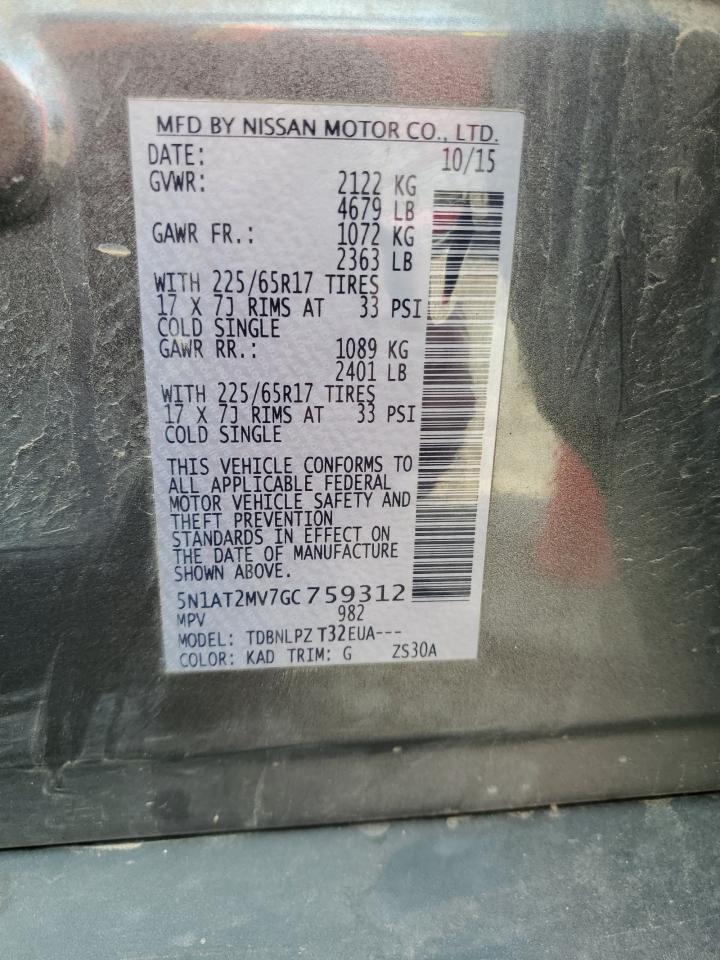 MFD BY NISSAN MOTOR CO., LTD.
DATE: 10/15
GVWR: 2122 KG
4679 LB
GAWR FR.: 1072 KG
2363 LB
WITH 225/65R17 TIRES
17 X 7J RIMS AT 33 PSI
COLD SINGLE
GAWR RR.: 1089 KG
2401 LB
WITH 225/65R17 TIRES
17 X 7J RIMS AT 33 PSI
COLD SINGLE
THIS VEHICLE CONFORMS TO
ALL APPLICABLE FEDERAL
MOTOR VEHICLE SAFETY AND
THEFT PREVENTION
STANDARDS IN EFFECT ON
THE DATE OF MANUFACTURE
SHOWN ABOVE.
5N1AT2MV7GC759312
MPV 982
MODEL: TDBNLPZ T32EUA---
COLOR: KAD TRIM: G ZS30A